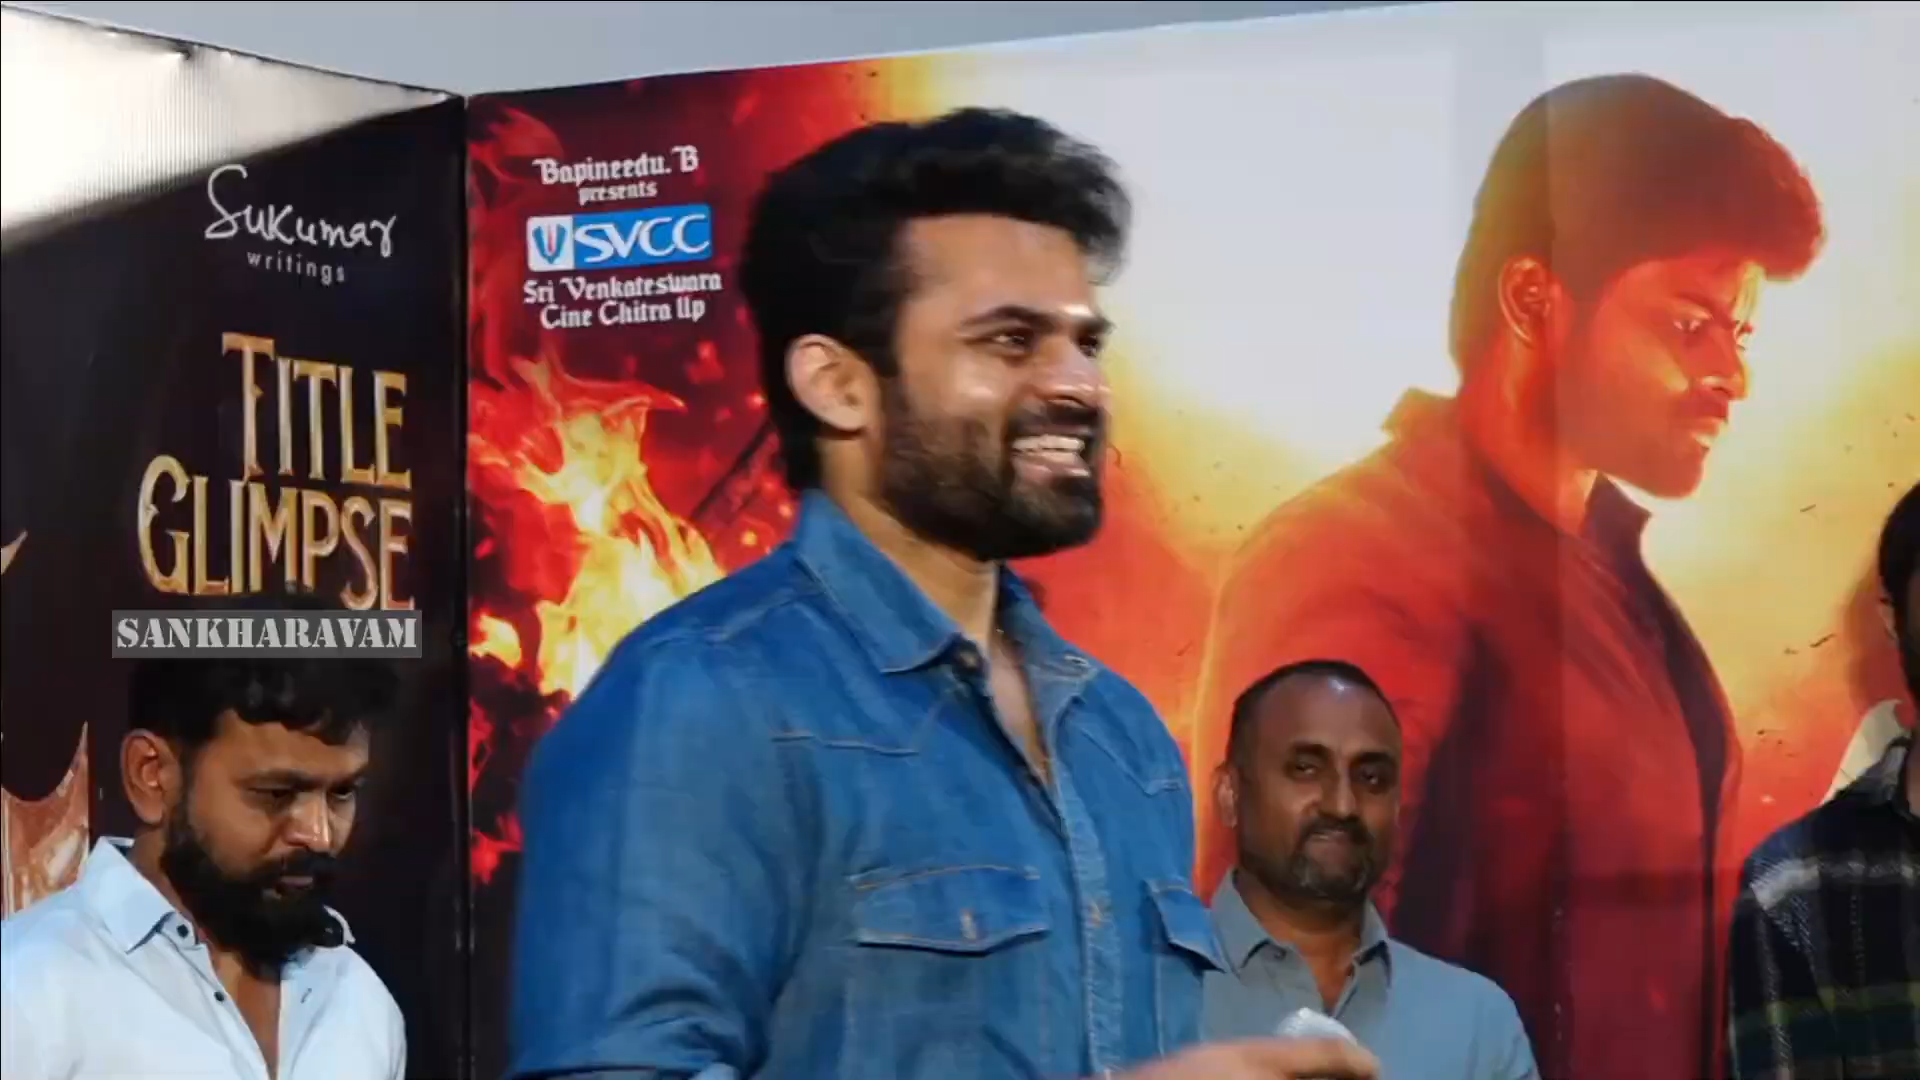 Sukumar
writings
TITLE
GLIMPSE
SANKHARAVAM
Bapineedu. B
presents
SVCC
Sri Venkateswara
Cine Chitra llp